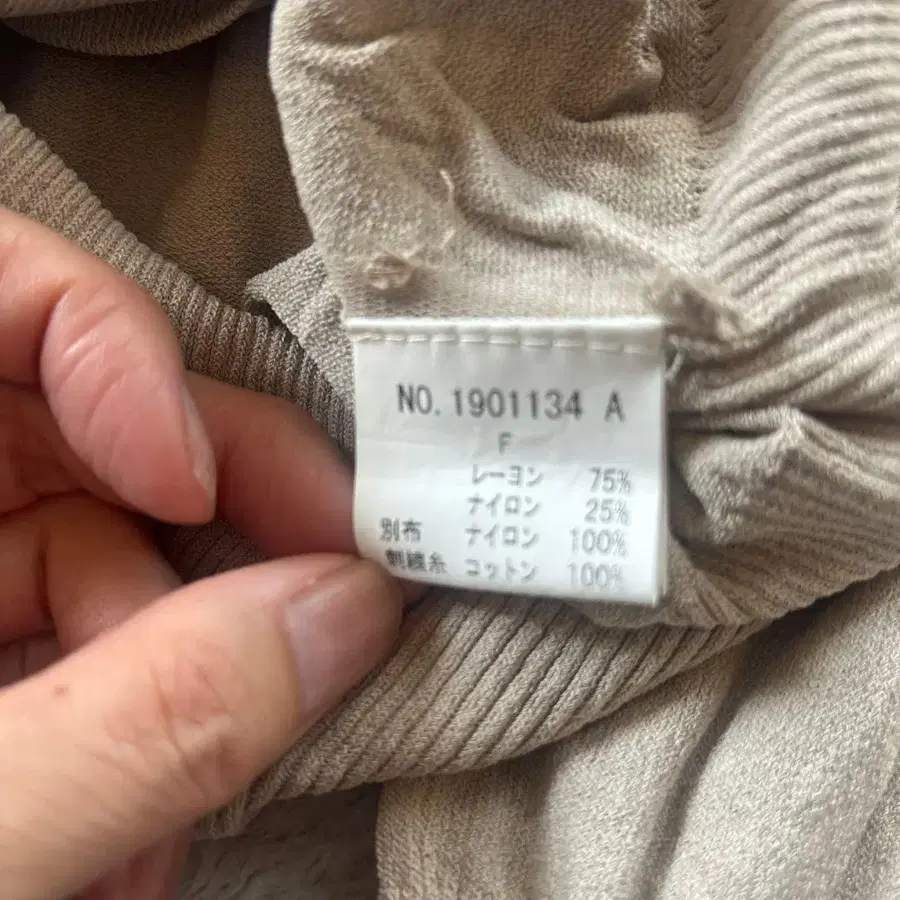 NO. 1901134 A
F
レーヨン 75%
ナイロン 25%
別布 ナイロン 100%
刺繍糸 コットン 100%